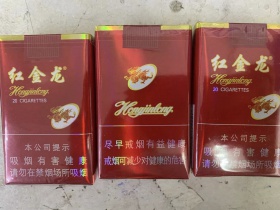 红金龙
Hongjinlong
20 CIGARETTES
本公司提示
吸烟有害健康
请勿在禁烟场所吸烟
Hongjinlong
尽早戒烟有益健康
戒烟可减少对健康的危害
红金龙
Hongjinlong
20 CIGARETTES
本公司提示
吸烟有害健康
请勿在禁烟场所吸烟